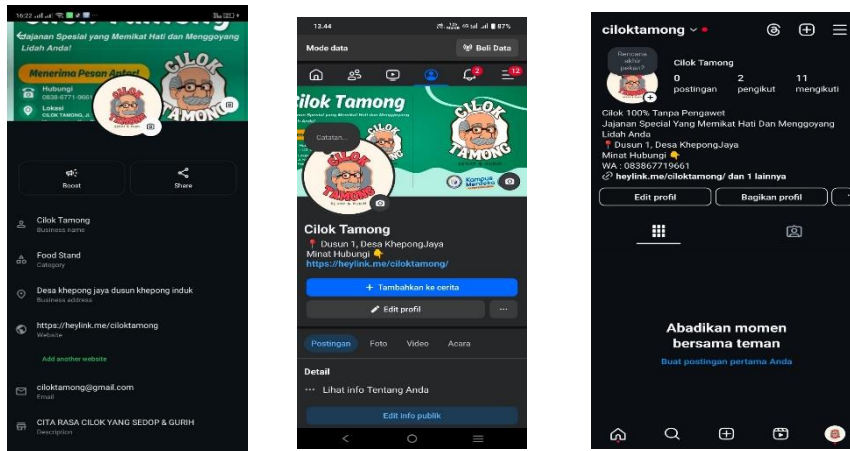 16:22
Jajanan Spesial yang Memikat Hati dan Menggoyang
Lidah Anda!
Menerima Pesan Antar!
Hubungi
0838-6771-9661
Lokasi
CILOK TAMONG
Boost
Share
Cilok Tamong
Business name
Food Stand
Category
Desa khepong jaya dusun khepong induk
Business address
https://heylink.me/ciloktamong
Website
Add another website
ciloktamong@gmail.com
Email
CITA RASA CILOK YANG SEDOP & GURIH
Description
12.44
87%
Mode data
Beli Data
2
12
ilok Tamong
Catatan...
CILOK
TAMONG
Kampus
Merdeka
CILOK
TAMONG
Cilok Tamong
Dusun 1, Desa KhepongJaya
Minat Hubungi
https://heylink.me/ciloktamong/
+ Tambahkan ke cerita
Edit profil
...
Postingan Foto Video Acara
Detail
... Lihat info Tentang Anda
Edit info publik
ciloktamong
Rencana
akhir
pekan?
Cilok Tamong
0 2 11
postingan pengikut mengikuti
Cilok 100% Tanpa Pengawet
Jajanan Special Yang Memikat Hati Dan Menggoyang
Lidah Anda
Dusun 1, Desa KhepongJaya
Minat Hubungi
WA : 083867719661
heylink.me/ciloktamong/ dan 1 lainnya
Edit profil
Bagikan profil
Abadikan momen
bersama teman
Buat postingan pertama Anda